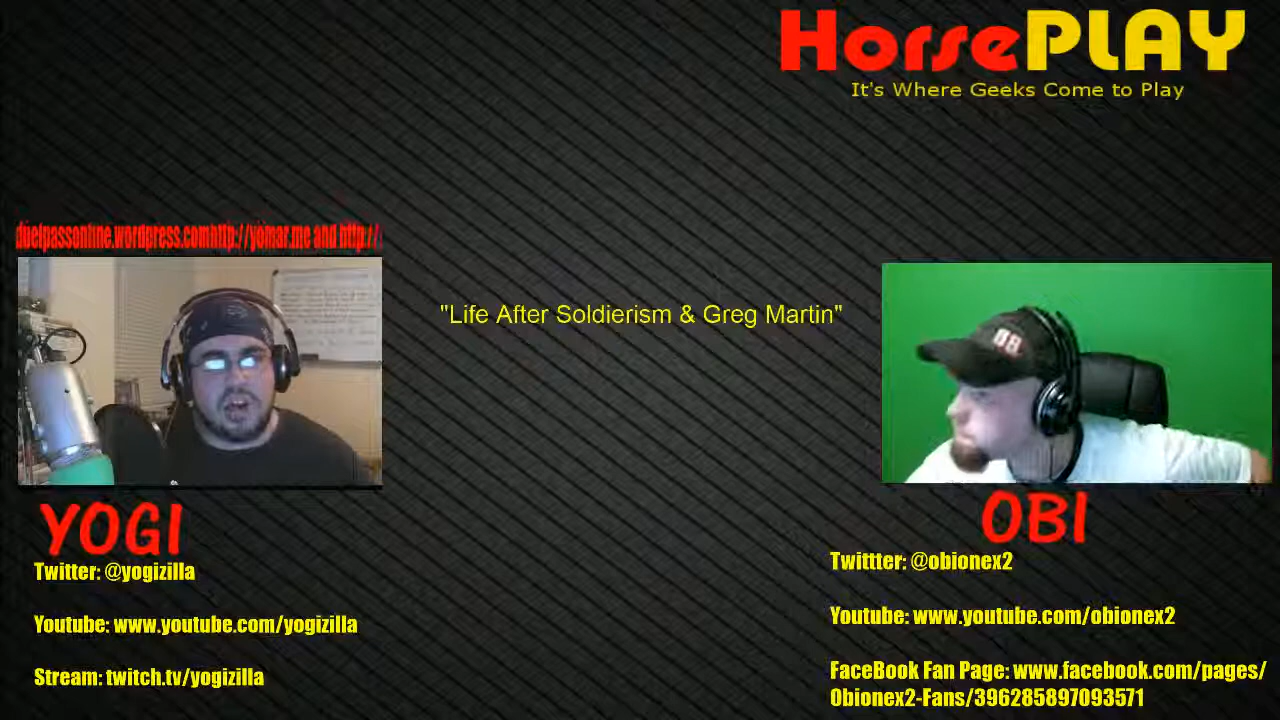 HorsePLAY
It's Where Geeks Come to Play
duelpassonline.wordpress.comhttp://yomar.me and http://
"Life After Soldierism & Greg Martin"
YOGI
Twitter: @yogizilla
Youtube: www.youtube.com/yogizilla
Stream: twitch.tv/yogizilla
OBI
Twittter: @obionex2
Youtube: www.youtube.com/obionex2
FaceBook Fan Page: www.facebook.com/pages/
Obionex2-Fans/396285897093571